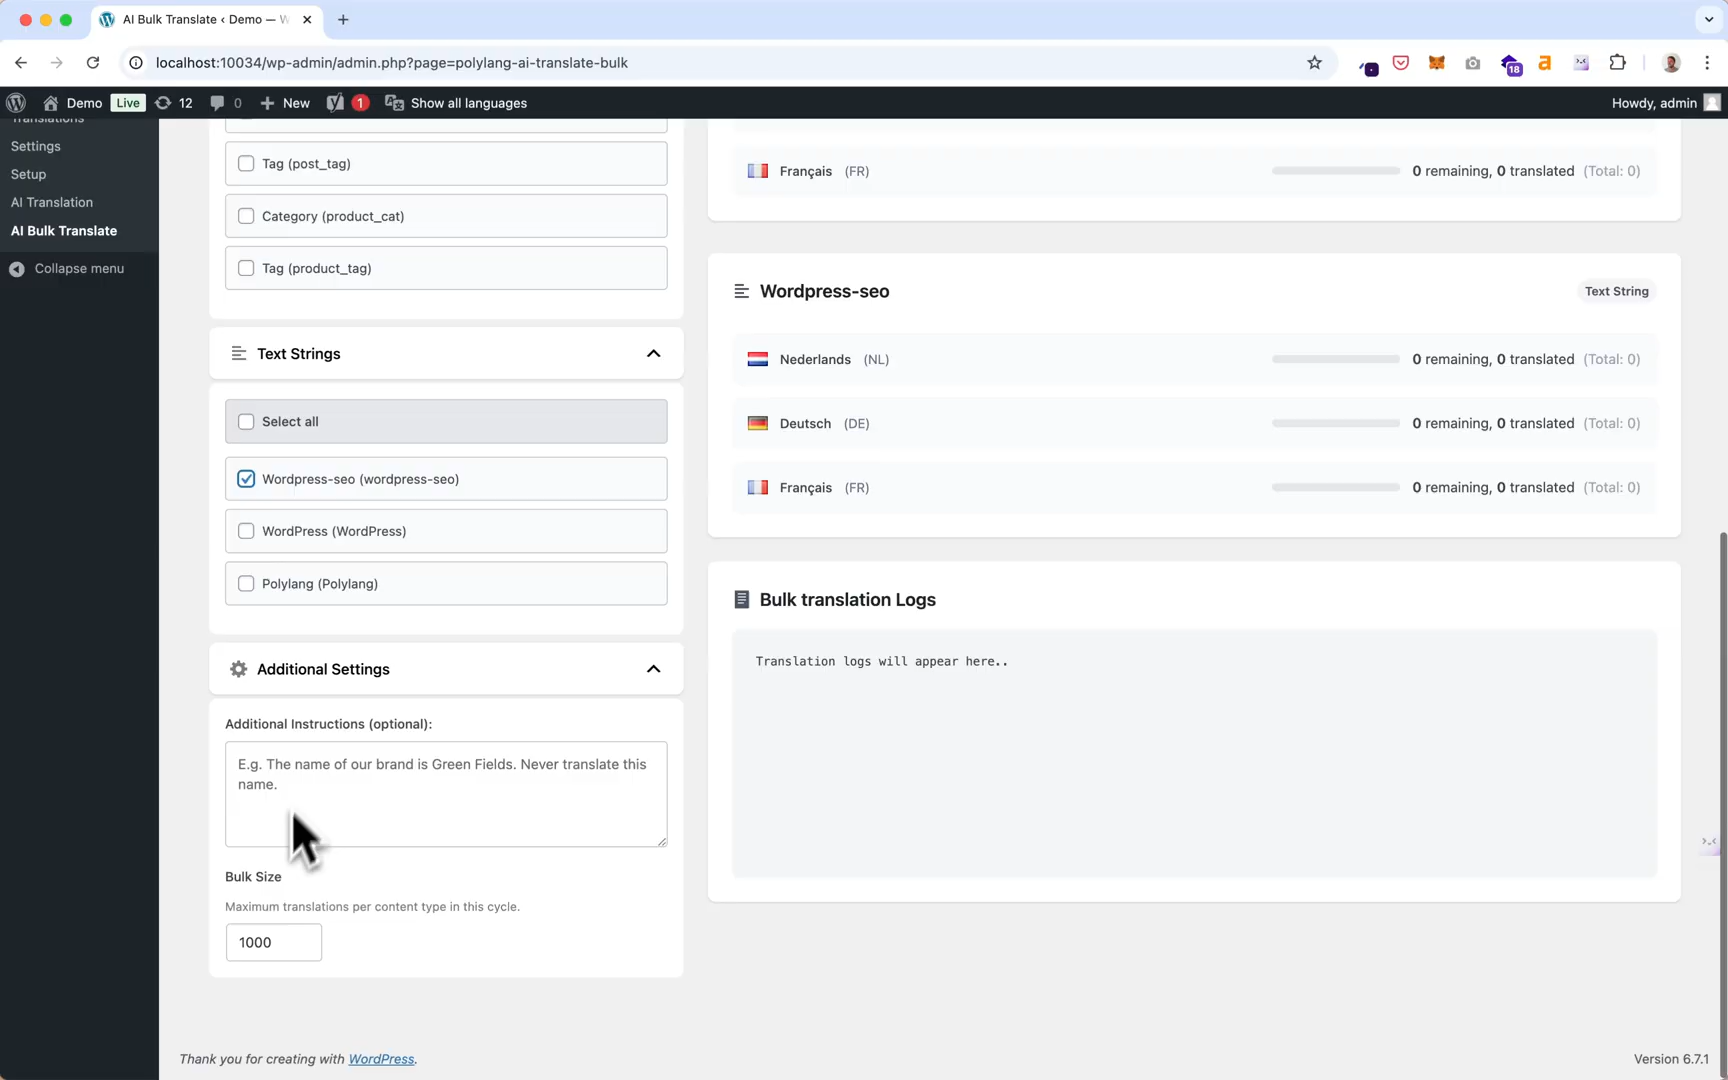 AI Bulk Translate ‹ Demo — W
localhost:10034/wp-admin/admin.php?page=polylang-ai-translate-bulk
18
Demo Live 12 0 New 1 Show all languages Howdy, admin
Translations
Settings
Setup
AI Translation
AI Bulk Translate
Collapse menu
Tag (post_tag)
Category (product_cat)
Tag (product_tag)
Text Strings
Select all
Wordpress-seo (wordpress-seo)
WordPress (WordPress)
Polylang (Polylang)
Additional Settings
Additional Instructions (optional):
E.g. The name of our brand is Green Fields. Never translate this
name.
Bulk Size
Maximum translations per content type in this cycle.
1000
Français (FR) 0 remaining, 0 translated (Total: 0)
Wordpress-seo Text String
Nederlands (NL) 0 remaining, 0 translated (Total: 0)
Deutsch (DE) 0 remaining, 0 translated (Total: 0)
Français (FR) 0 remaining, 0 translated (Total: 0)
Bulk translation Logs
Translation logs will appear here..
Thank you for creating with WordPress. Version 6.7.1